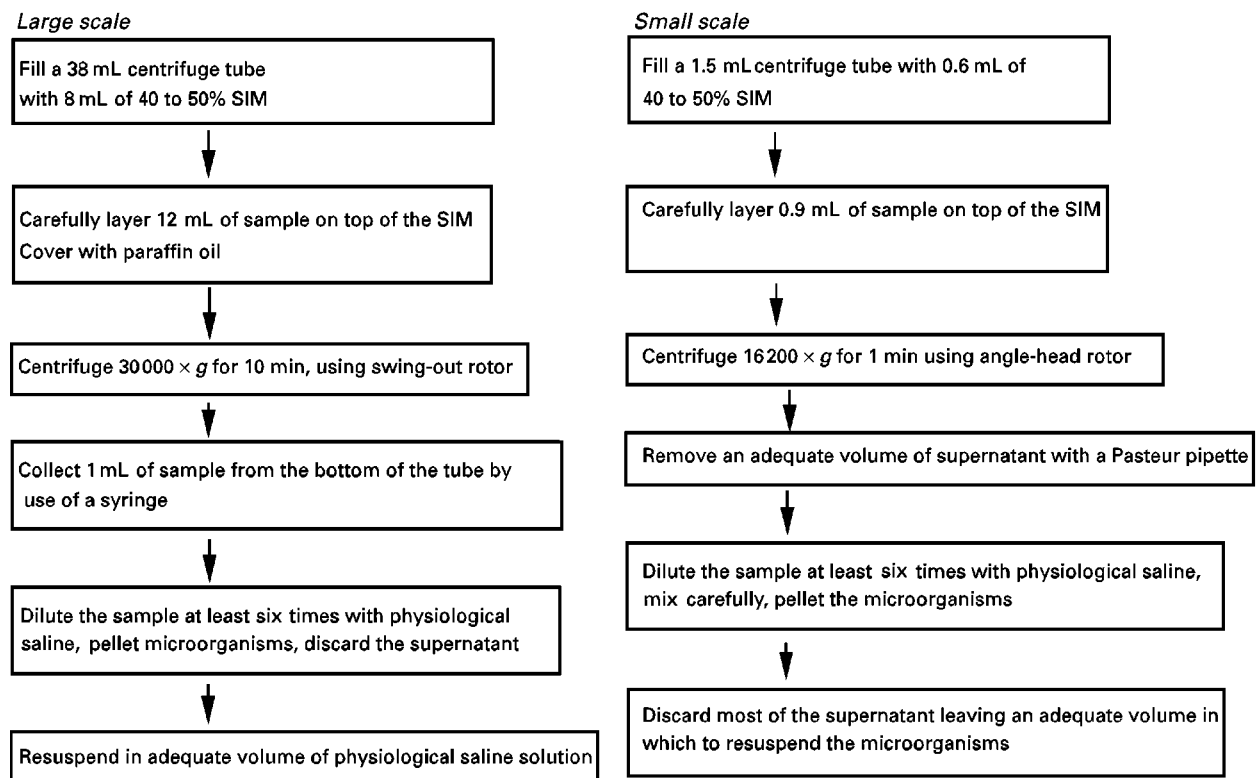 Large scale
Fill a 38 mL centrifuge tube
with 8 mL of 40 to 50% SIM
Carefully layer 12 mL of sample on top of the SIM
Cover with paraffin oil
Centrifuge 30 000 × g for 10 min, using swing-out rotor
Collect 1 mL of sample from the bottom of the tube by
use of a syringe
Dilute the sample at least six times with physiological
saline, pellet microorganisms, discard the supernatant
Resuspend in adequate volume of physiological saline solution
Small scale
Fill a 1.5 mL centrifuge tube with 0.6 mL of
40 to 50% SIM
Carefully layer 0.9 mL of sample on top of the SIM
Centrifuge 16 200 × g for 1 min using angle-head rotor
Remove an adequate volume of supernatant with a Pasteur pipette
Dilute the sample at least six times with physiological saline,
mix carefully, pellet the microorganisms
Discard most of the supernatant leaving an adequate volume in
which to resuspend the microorganisms